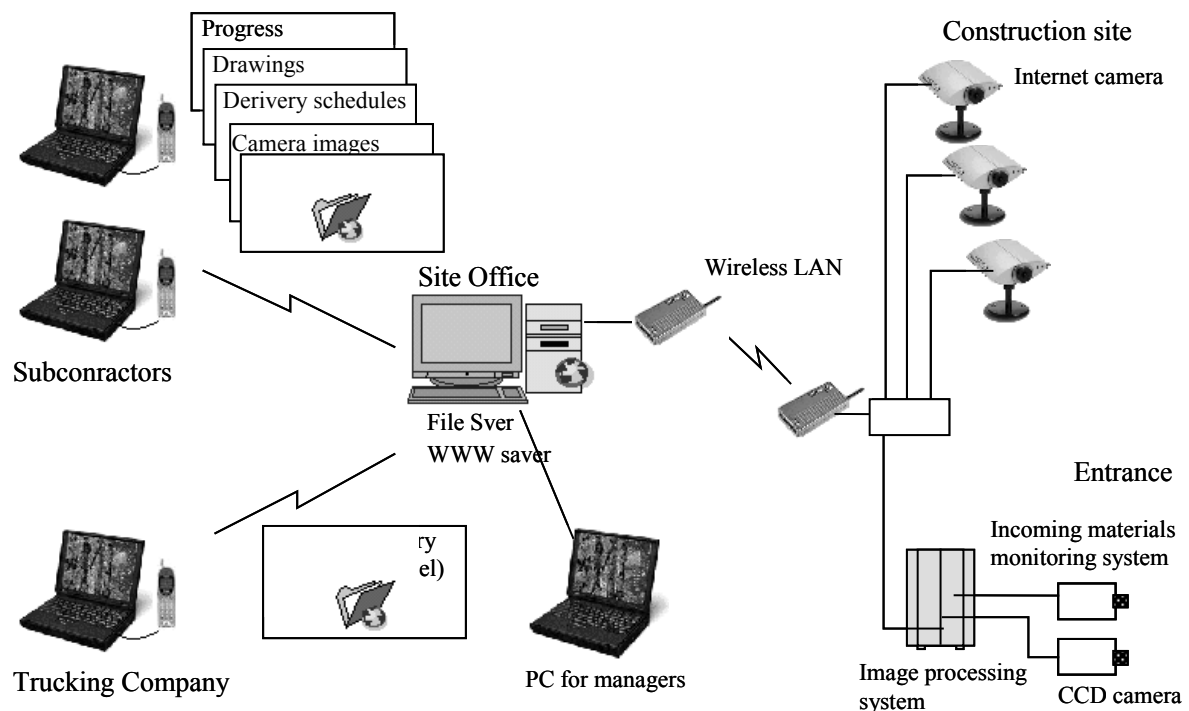 Progress
Drawings
Derivery schedules
Camera images
Construction site
Internet camera
Wireless LAN
Site Office
Subconractors
File Sver
WWW saver
Entrance
Incoming materials
monitoring system
ry
el)
Trucking Company
PC for managers
Image processing
system
CCD camera